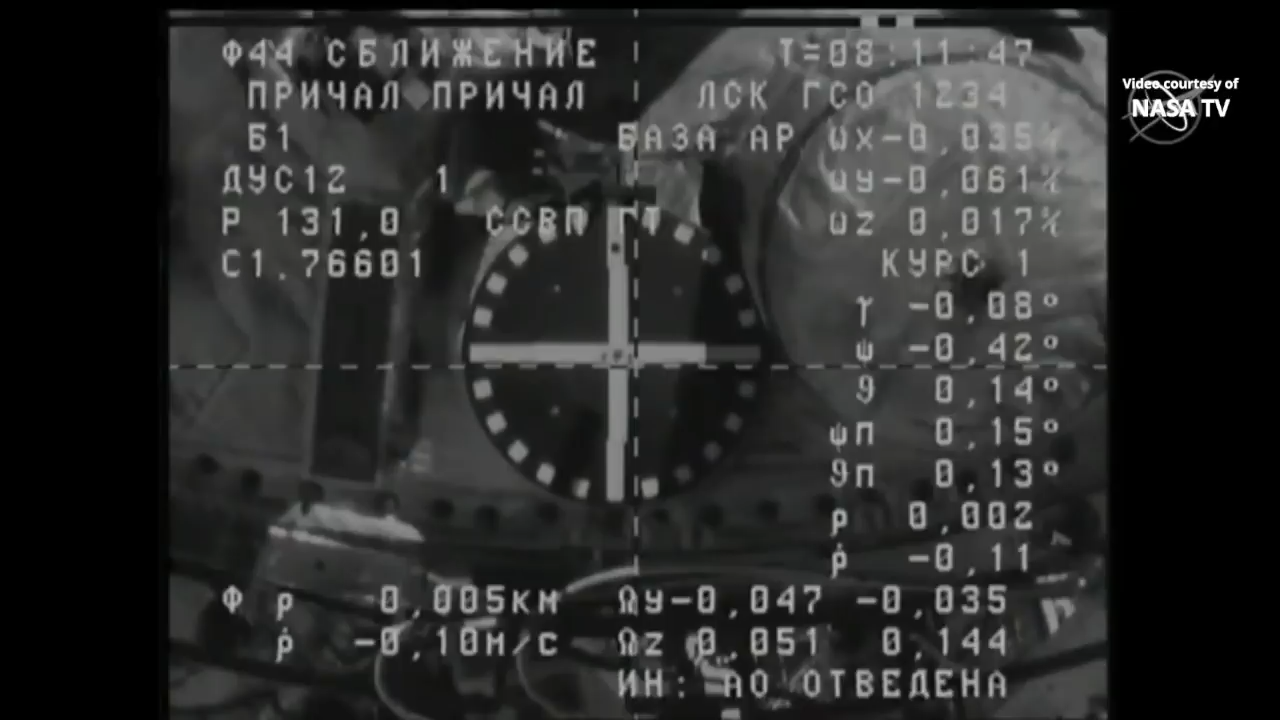 Ф44 СБЛИЖЕНИЕ T=08:11:47
ПРИЧАЛ◆ПРИЧАЛ ЛСК ГСО 1234
Б1 БАЗА АР ωX-0,035%
ДУС12 1 ωY-0,061%
Р 131,0 ССВП ГТ ωZ 0,017%
С1.76601 КУРС 1
γ -0,08°
ψ -0,42°
ϑ 0,14°
ψП 0,15°
ϑП 0,13°
ρ 0,002
ρ̇ -0,11
Ф ρ 0,005КМ ΩY-0,047 -0,035
ρ̇ -0,10М/С ΩZ 0,051 0,144
ИН: АО ОТВЕДЕНА
Video courtesy of
NASA TV